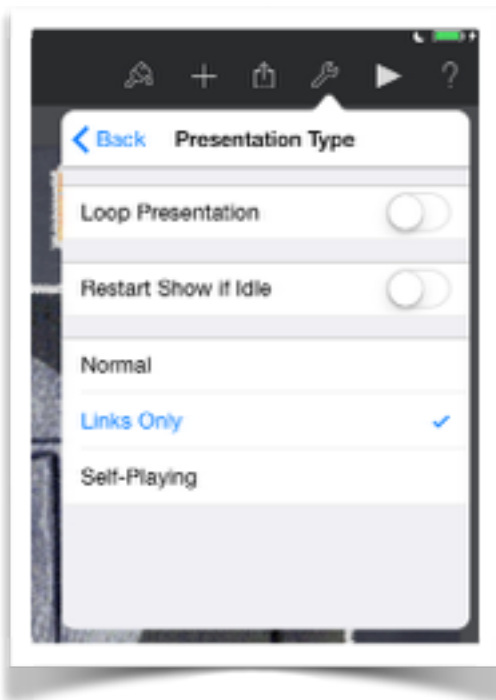 ?
Back Presentation Type
Loop Presentation
Restart Show if Idle
Normal
Links Only
Self-Playing